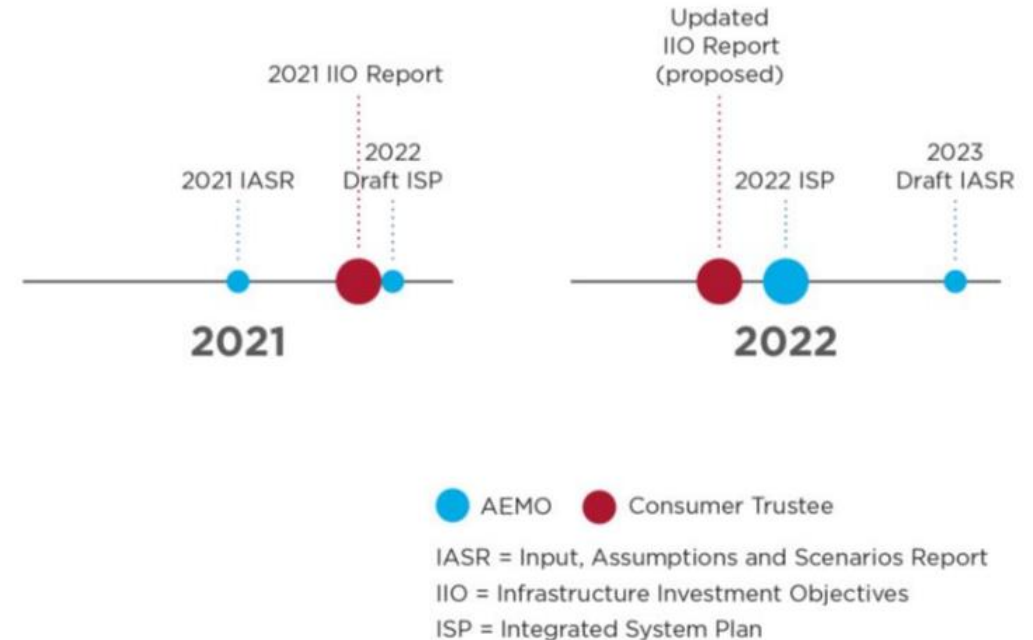 Updated
IIO Report
(proposed)
2021 IIO Report
2022
Draft ISP
2021 IASR
2022 ISP
2023
Draft IASR
2021
2022
AEMO
Consumer Trustee
IASR = Input, Assumptions and Scenarios Report
IIO = Infrastructure Investment Objectives
ISP = Integrated System Plan